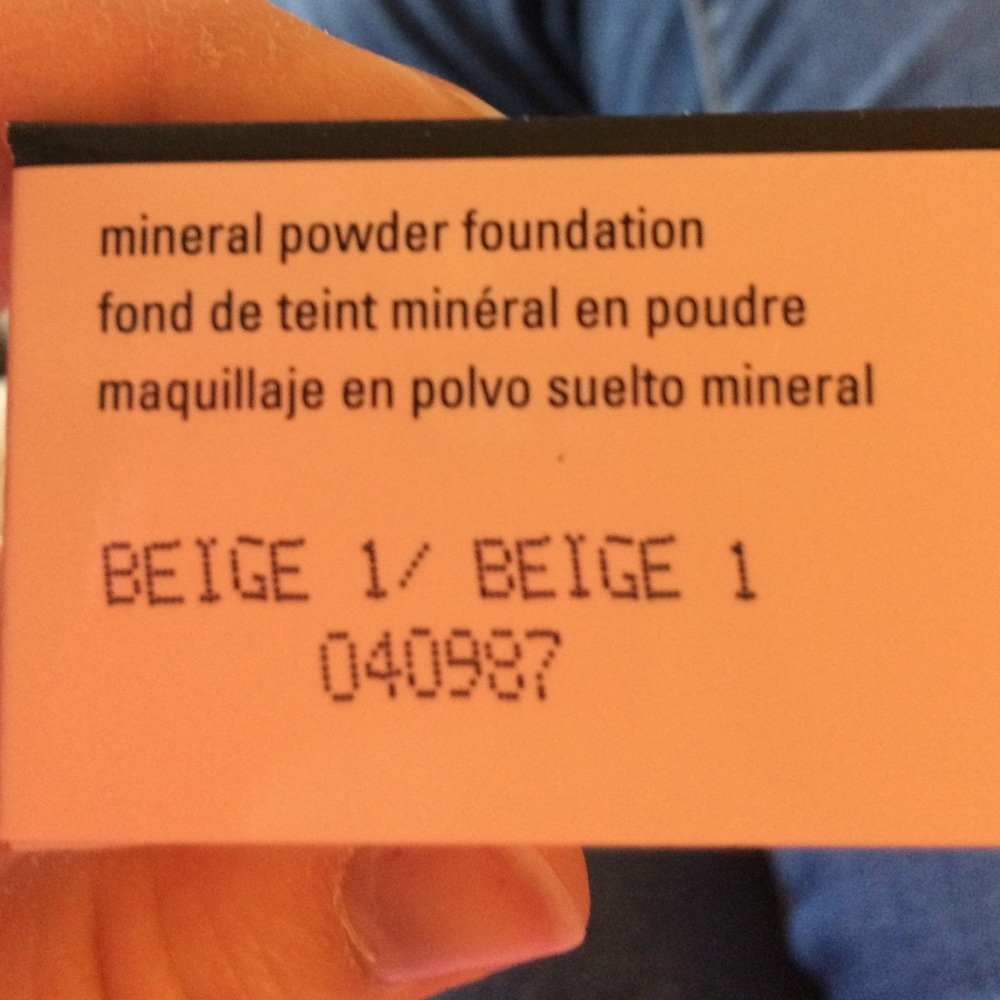 mineral powder foundation
fond de teint minéral en poudre
maquillaje en polvo suelto mineral
BEIGE 1/ BEIGE 1
040987